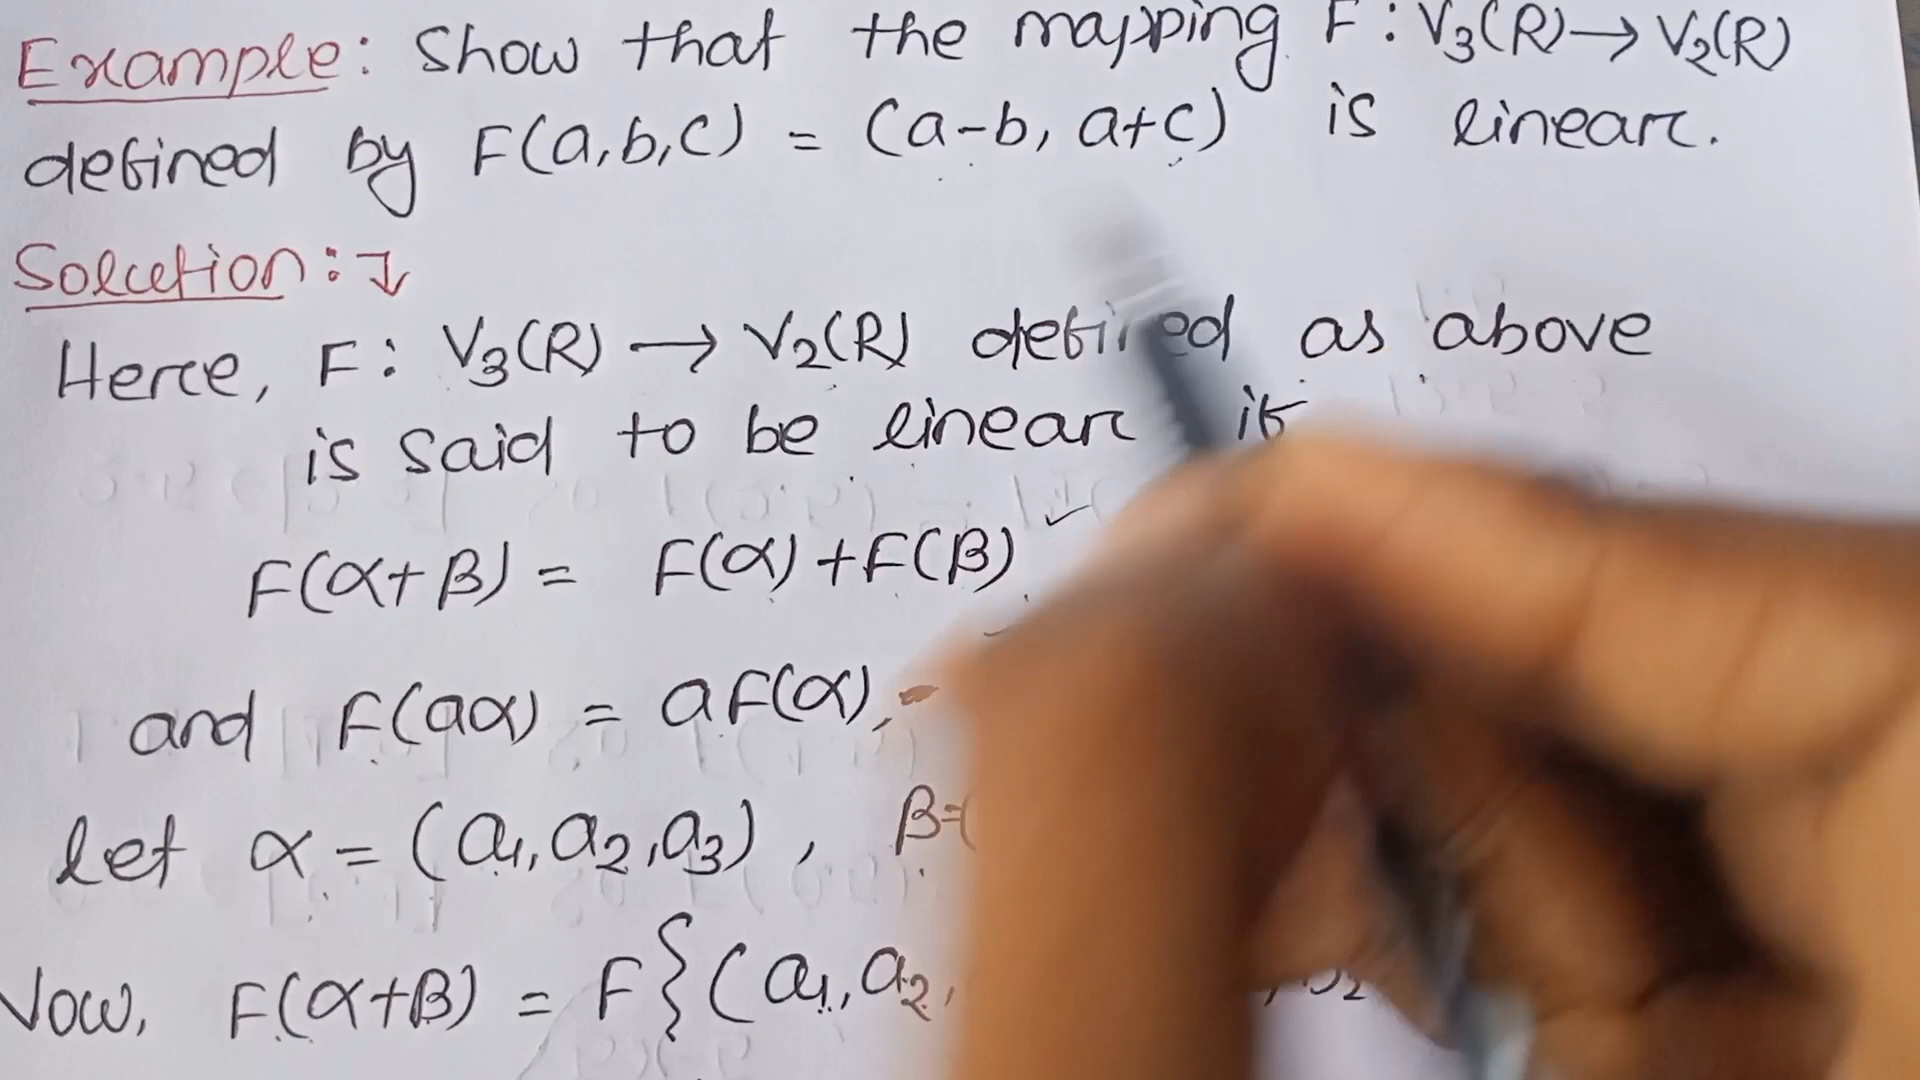 Example: Show that the mapping F: V₃(R) → V₂(R)
defined by F(a,b,c) = (a-b, a+c) is linear.
Solution: ↓
Here, F: V₃(R) → V₂(R) defined as above
is said to be linear if
F(α+β) = F(α)+F(β) ✓
and F(aα) = aF(α),
let α = (a₁,a₂,a₃), β=(
Now, F(α+β) = F{(a₁,a₂,